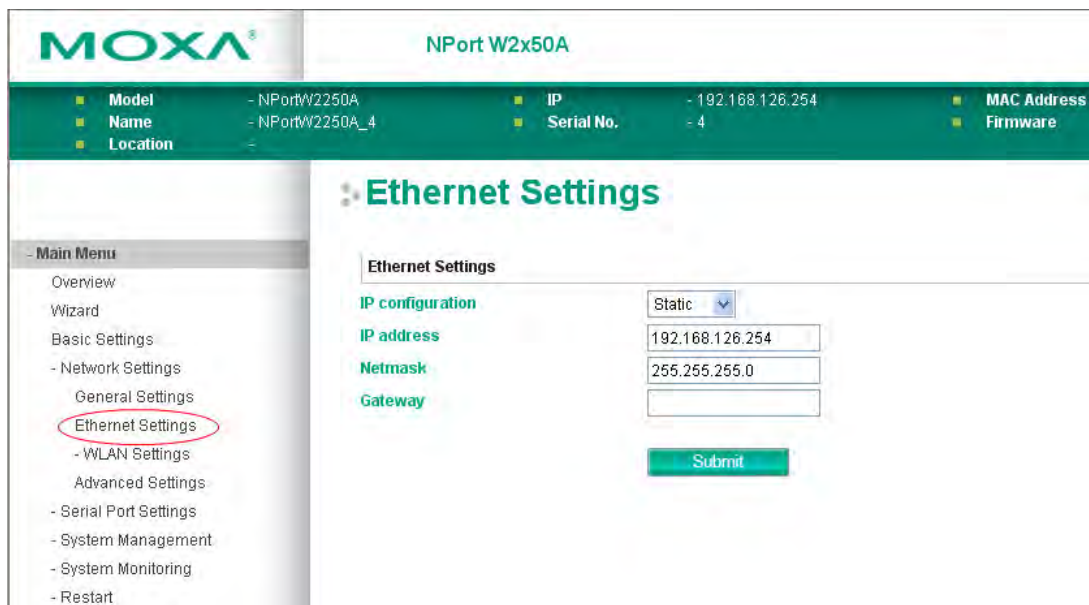 MOXA®
NPort W2x50A
Model - NPortW2250A IP - 192.168.126.254 MAC Address
Name - NPortW2250A_4 Serial No. - 4 Firmware
Location -
Ethernet Settings
- Main Menu
Overview
Wizard
Basic Settings
- Network Settings
General Settings
Ethernet Settings
- WLAN Settings
Advanced Settings
- Serial Port Settings
- System Management
- System Monitoring
- Restart
Ethernet Settings
IP configuration Static
IP address 192.168.126.254
Netmask 255.255.255.0
Gateway
Submit